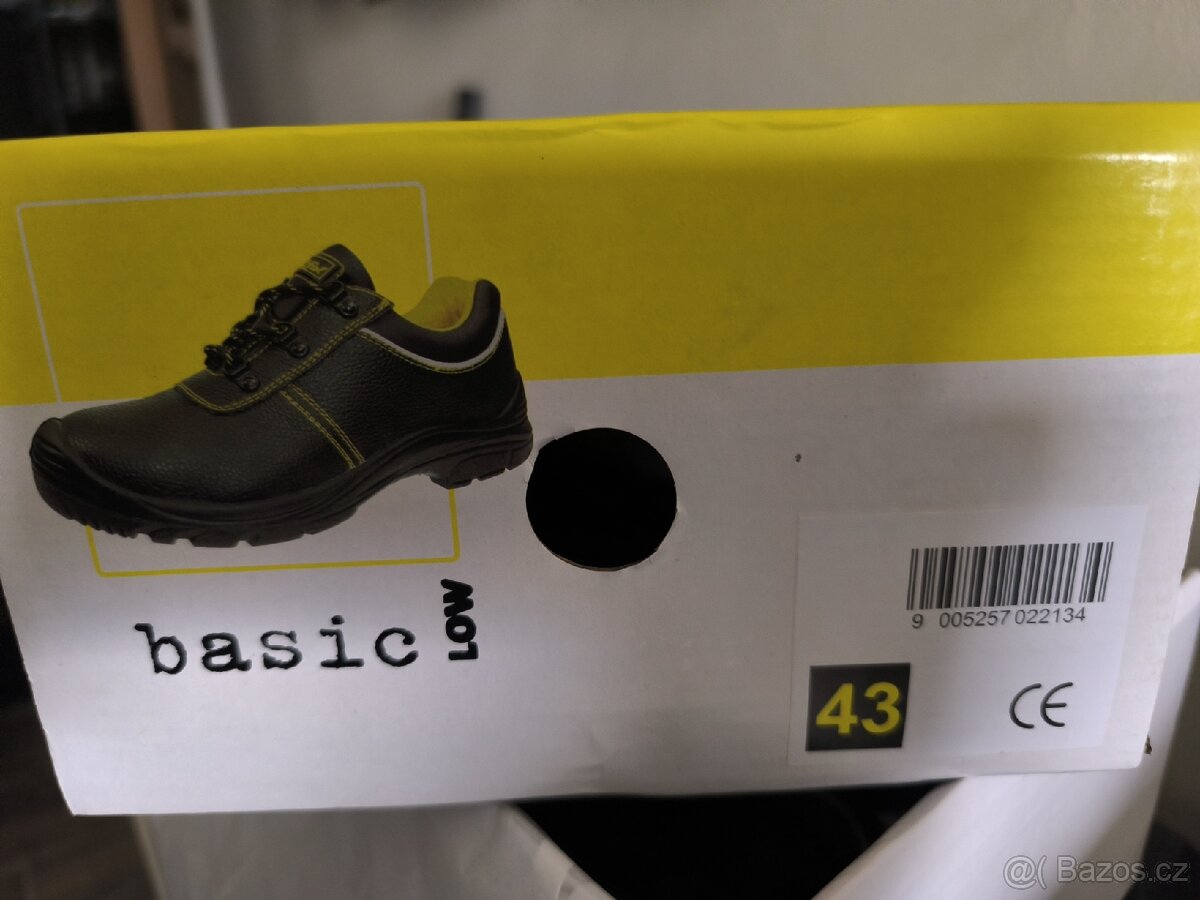 basic LOW
9 005257 022134
43
CE
@( Bazos.cz